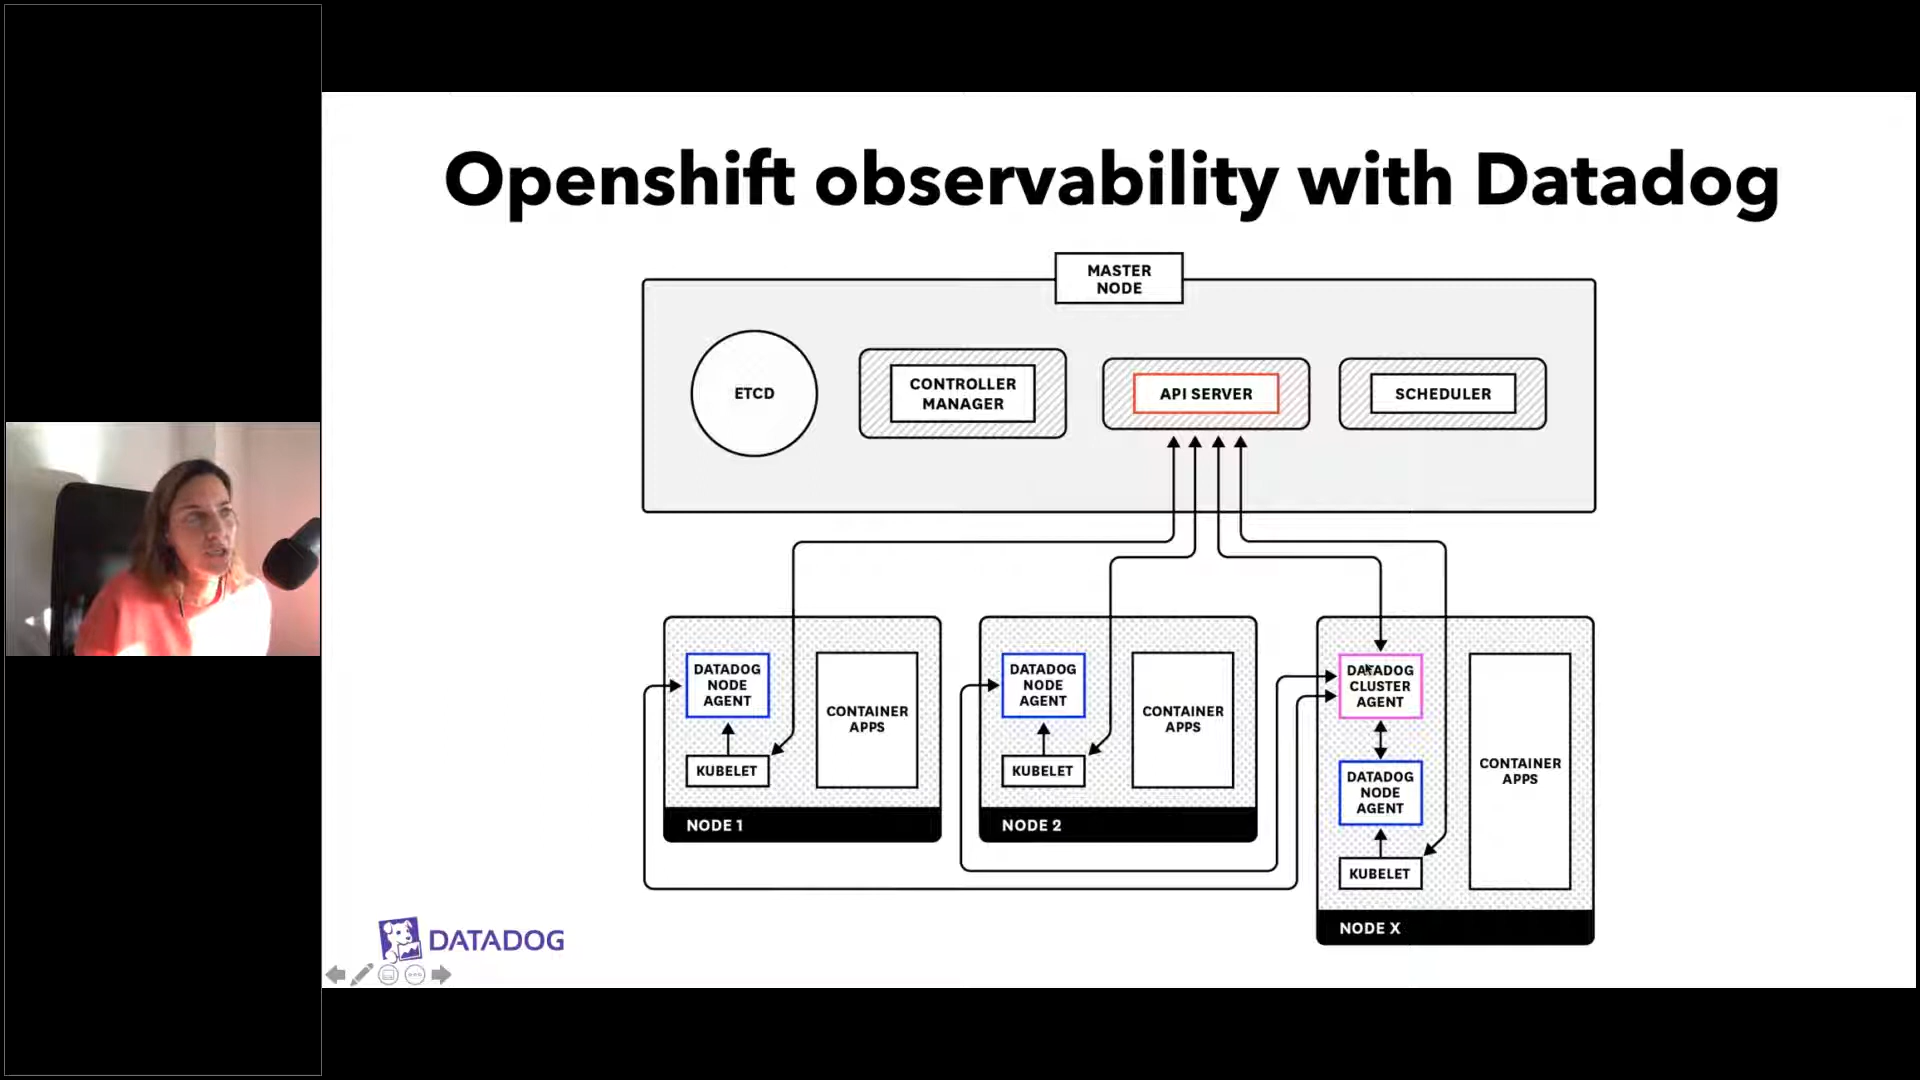 Openshift observability with Datadog
MASTER
NODE
ETCD
CONTROLLER
MANAGER
API SERVER
SCHEDULER
DATADOG
NODE
AGENT
KUBELET
CONTAINER
APPS
NODE 1
DATADOG
NODE
AGENT
KUBELET
CONTAINER
APPS
NODE 2
DATADOG
CLUSTER
AGENT
DATADOG
NODE
AGENT
KUBELET
CONTAINER
APPS
NODE X
DATADOG